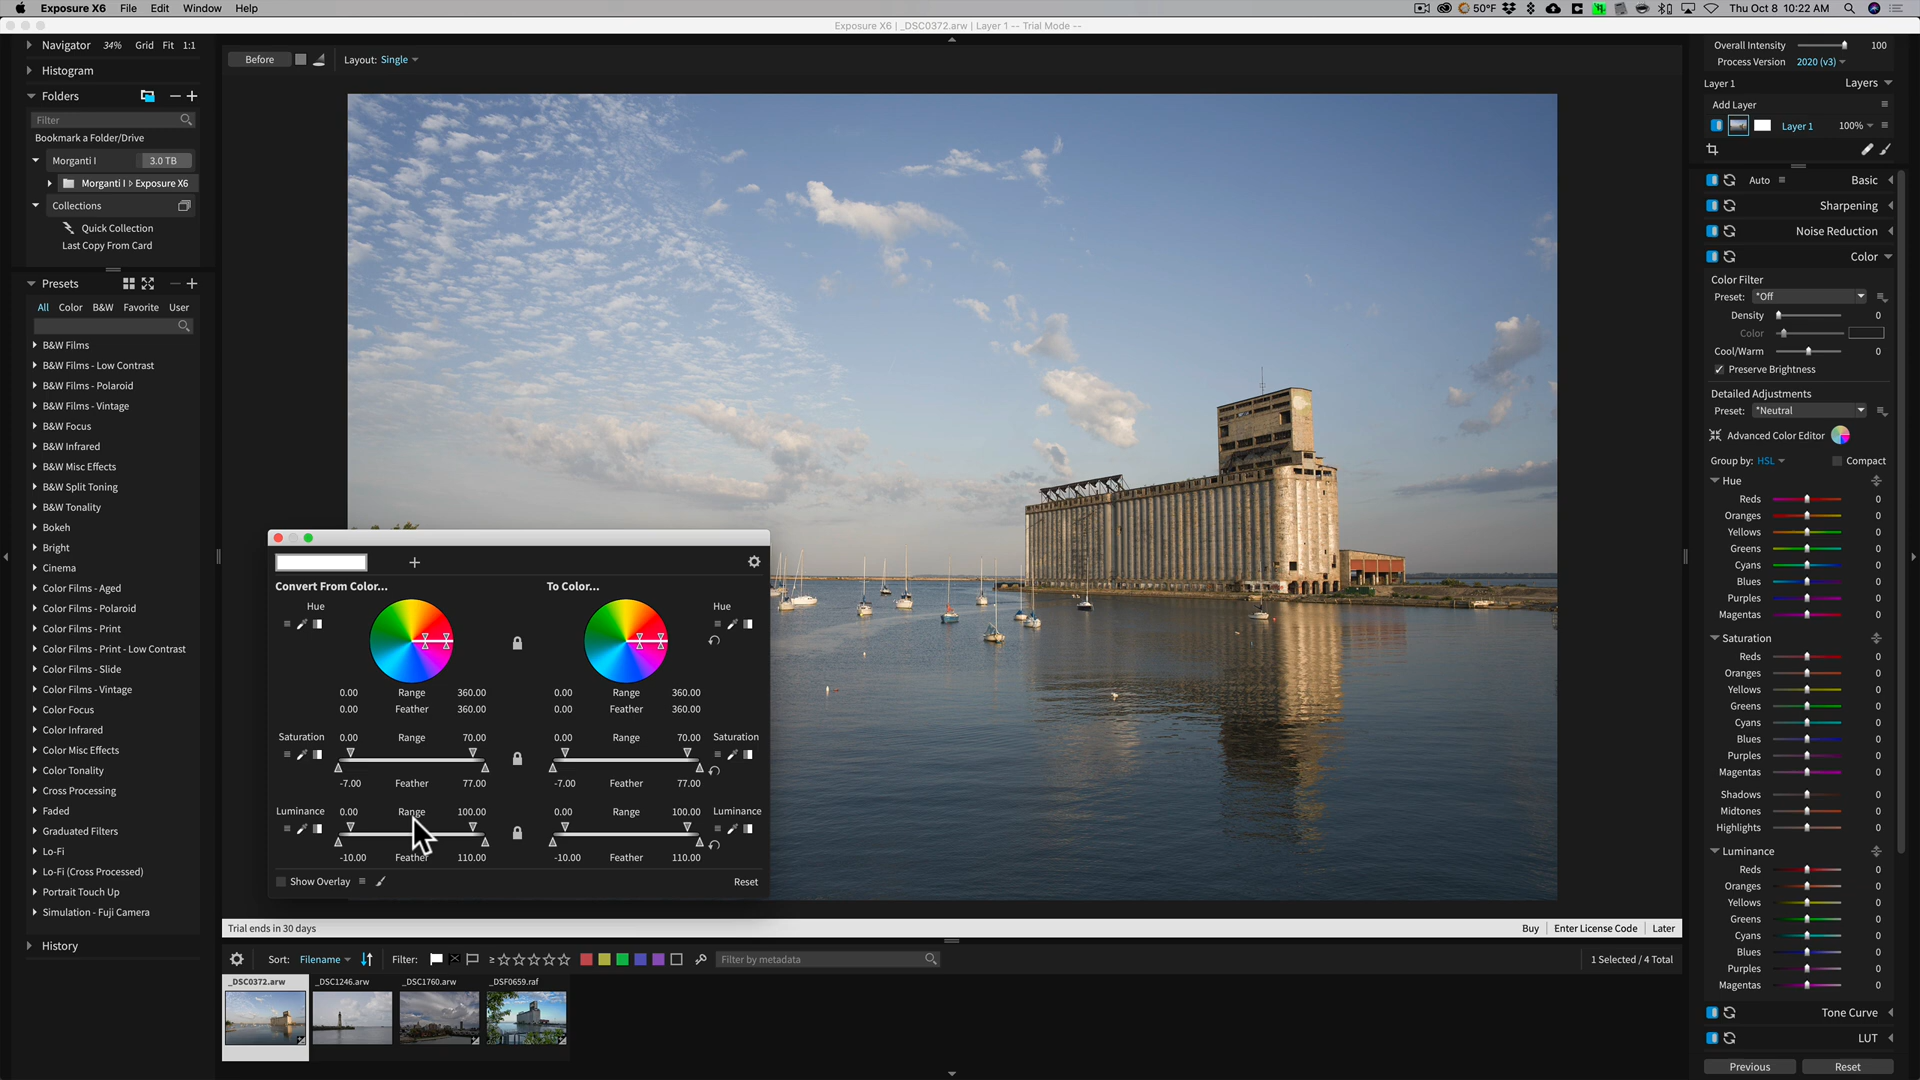 Exposure X6 File Edit Window Help
50°F Thu Oct 8 10:22 AM
Exposure X6 | _DSC0372.arw | Layer 1 -- Trial Mode --
Navigator 34% Grid Fit 1:1
Histogram
Folders
Filter
Bookmark a Folder/Drive
Morganti I 3.0 TB
Morganti I Exposure X6
Collections
Quick Collection
Last Copy From Card
Presets
All Color B&W Favorite User
B&W Films
B&W Films - Low Contrast
B&W Films - Polaroid
B&W Films - Vintage
B&W Focus
B&W Infrared
B&W Misc Effects
B&W Split Toning
B&W Tonality
Bokeh
Bright
Cinema
Color Films - Aged
Color Films - Polaroid
Color Films - Print
Color Films - Print - Low Contrast
Color Films - Slide
Color Films - Vintage
Color Focus
Color Infrared
Color Misc Effects
Color Tonality
Cross Processing
Faded
Graduated Filters
Lo-Fi
Lo-Fi (Cross Processed)
Portrait Touch Up
Simulation - Fuji Camera
History
Before Layout: Single
Convert From Color... To Color...
Hue Hue
0.00 Range 360.00 0.00 Range 360.00
0.00 Feather 360.00 0.00 Feather 360.00
Saturation 0.00 Range 70.00 0.00 Range 70.00 Saturation
-7.00 Feather 77.00 -7.00 Feather 77.00
Luminance 0.00 Range 100.00 0.00 Range 100.00 Luminance
-10.00 Feather 110.00 -10.00 Feather 110.00
Show Overlay Reset
Trial ends in 30 days Buy Enter License Code Later
Sort: Filename Filter: ≥ Filter by metadata 1 Selected / 4 Total
_DSC0372.arw _DSC1246.arw _DSC1760.arw _DSF0659.raf
Overall Intensity 100
Process Version 2020 (v3)
Layer 1 Layers
Add Layer
Layer 1 100%
Auto Basic
Sharpening
Noise Reduction
Color
Color Filter
Preset: *Off
Density 0
Color
Cool/Warm 0
Preserve Brightness
Detailed Adjustments
Preset: *Neutral
Advanced Color Editor
Group by: HSL Compact
Hue
Reds 0
Oranges 0
Yellows 0
Greens 0
Cyans 0
Blues 0
Purples 0
Magentas 0
Saturation
Reds 0
Oranges 0
Yellows 0
Greens 0
Cyans 0
Blues 0
Purples 0
Magentas 0
Shadows 0
Midtones 0
Highlights 0
Luminance
Reds 0
Oranges 0
Yellows 0
Greens 0
Cyans 0
Blues 0
Purples 0
Magentas 0
Tone Curve
LUT
Previous Reset